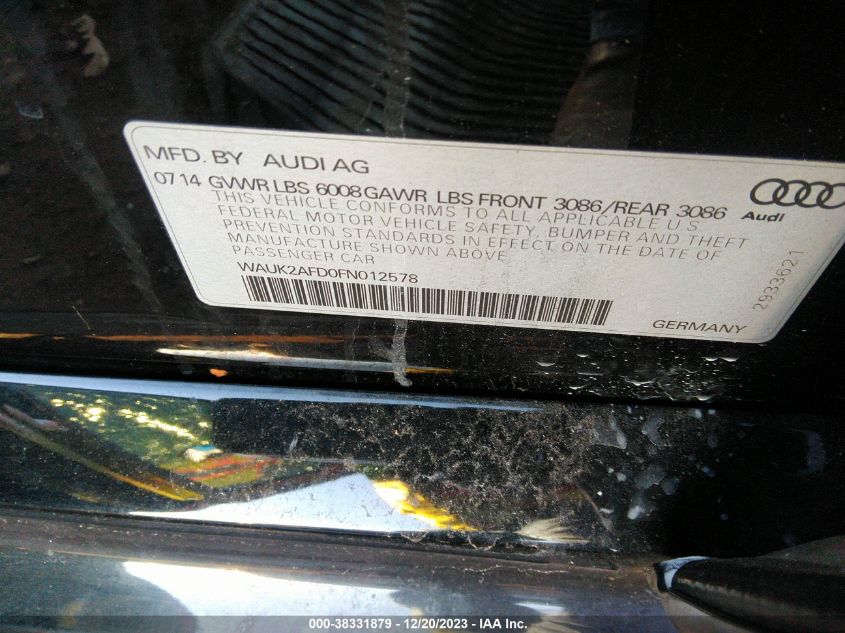 MFD. BY AUDI AG
07 14 GVWR LBS 6008 GAWR LBS FRONT 3086/REAR 3086
THIS VEHICLE CONFORMS TO ALL APPLICABLE U.S
FEDERAL MOTOR VEHICLE SAFETY, BUMPER AND THEFT
PREVENTION STANDARDS IN EFFECT ON THE DATE OF
MANUFACTURE SHOWN ABOVE
PASSENGER CAR
WAUK2AFD0FN012578
Audi
2933621
GERMANY
000-38331879 - 12/20/2023 - IAA Inc.